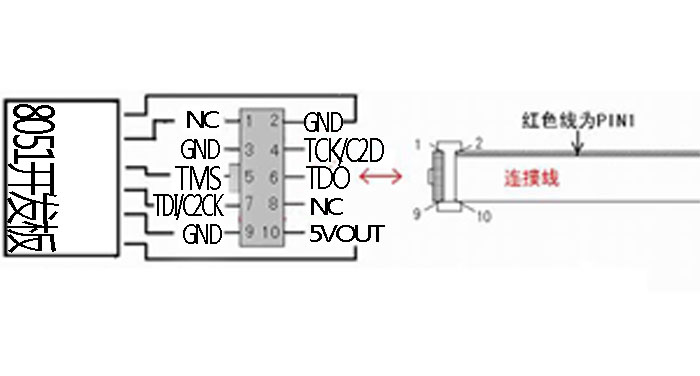 8051开发板
NC 1 2 GND
GND 3 4 TCK/C2D
TMS 5 6 TDO
TDI/C2CK 7 8 NC
GND 9 10 5VOUT
红色线为PIN1
1 2
连接线
9 10